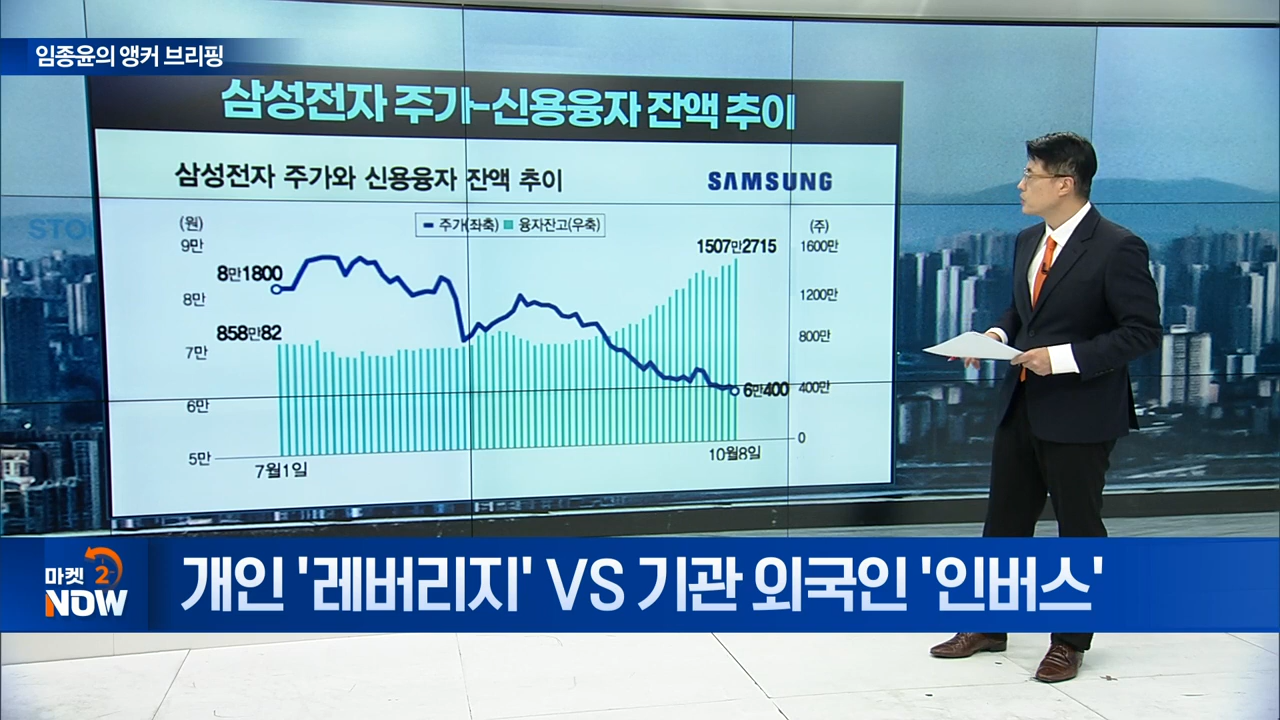 임종윤의 앵커 브리핑
삼성전자 주가-신용융자 잔액 추이
삼성전자 주가와 신용융자 잔액 추이
SAMSUNG
STOC
(원)
주가(좌축) 융자잔고(우축)
(주)
9만
1507만2715
1600만
8만1800
8만
1200만
858만82
800만
7만
6만400
400만
6만
5만
0
7월1일
10월8일
마켓 2
NOW
개인 '레버리지' VS 기관 외국인 '인버스'